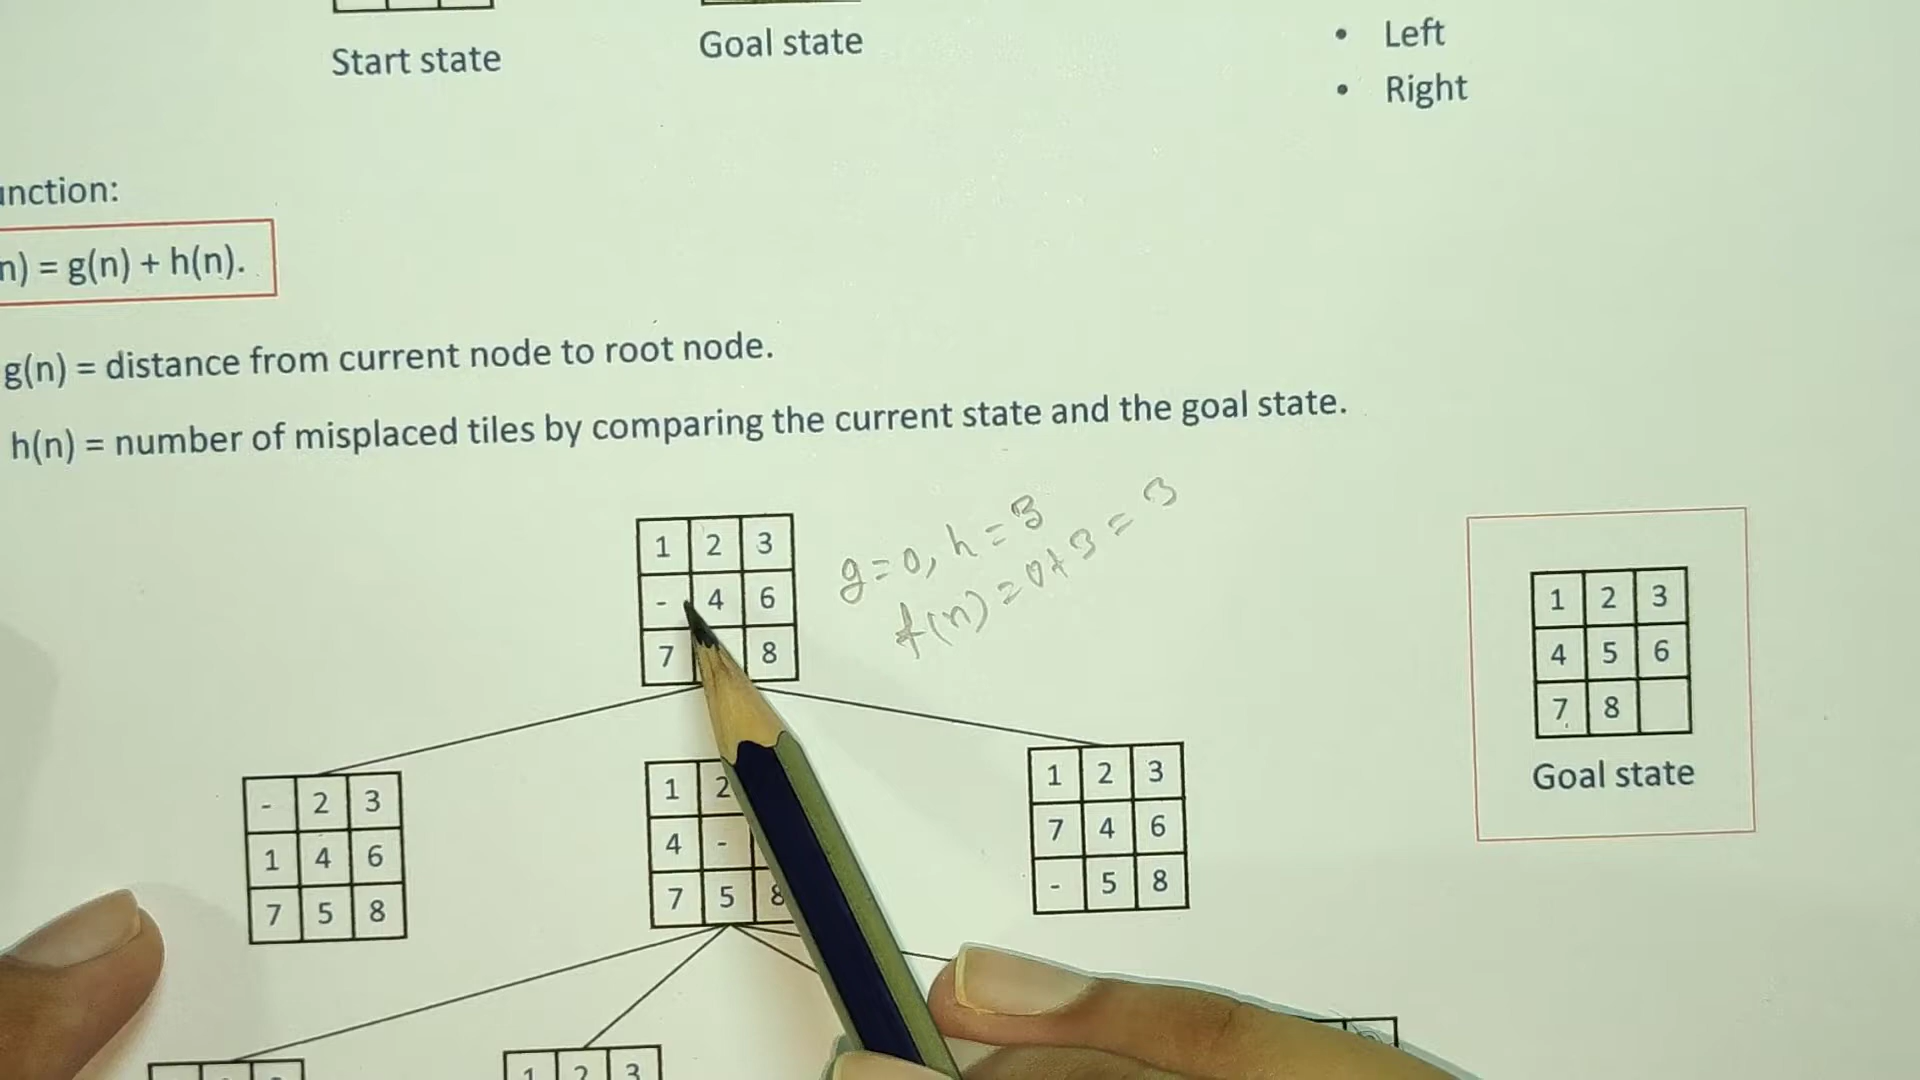 Start state
Goal state
• Left
• Right
unction:
n) = g(n) + h(n).
g(n) = distance from current node to root node.
h(n) = number of misplaced tiles by comparing the current state and the goal state.
1 2 3
- 4 6
7 8
g=0, h=3
f(n)=0+3=3
1 2 3
4 5 6
7 8
Goal state
- 2 3
1 4 6
7 5 8
1 2
4 -
7 5 8
1 2 3
7 4 6
- 5 8
1 2 3